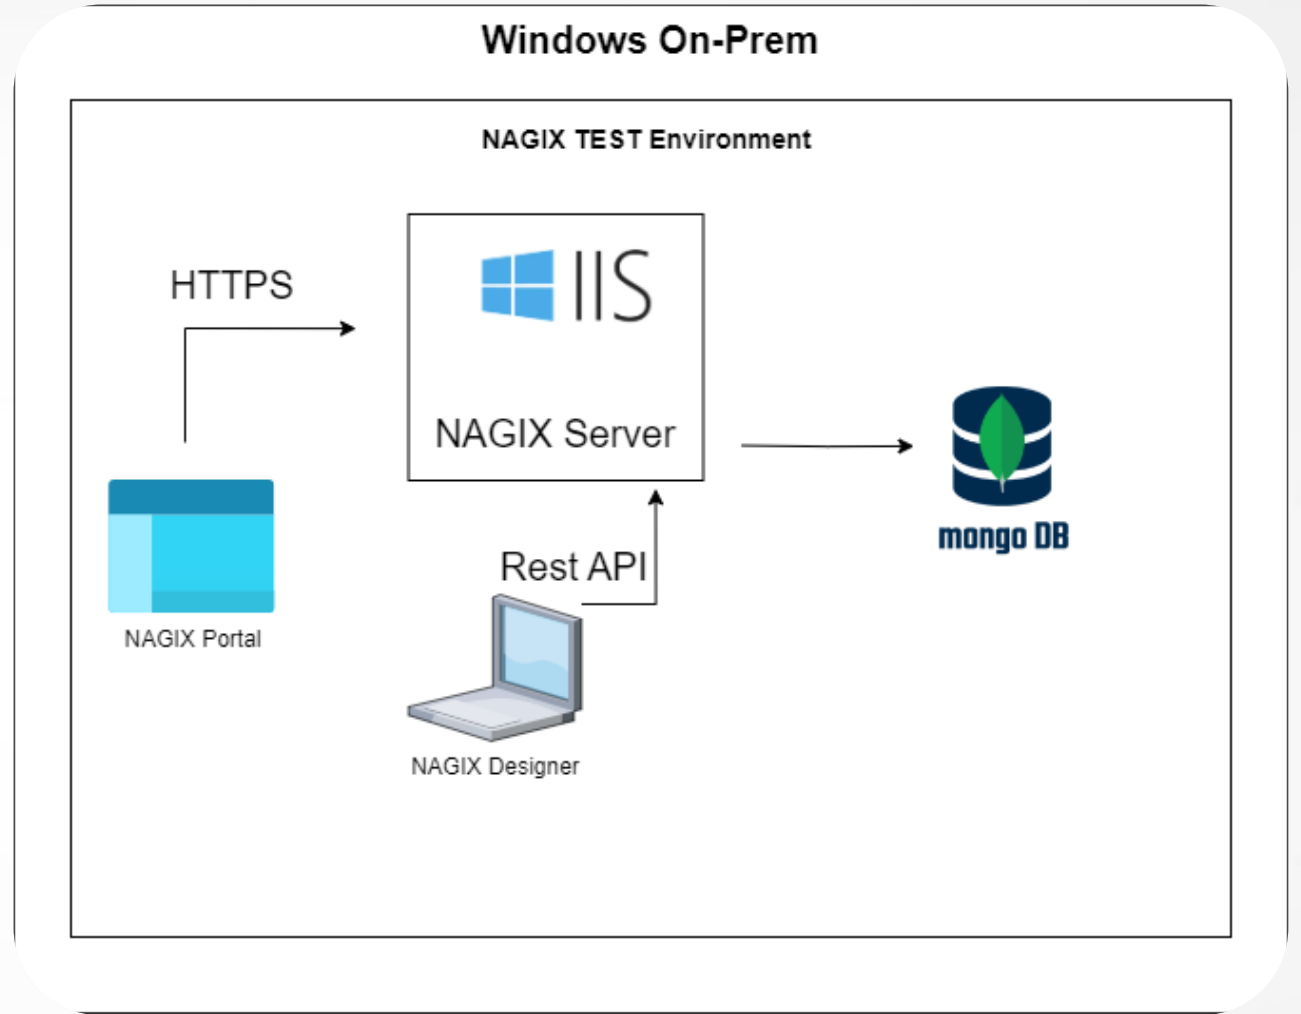 Windows On-Prem
NAGIX TEST Environment
HTTPS
IIS
NAGIX Server
mongo DB
Rest API
NAGIX Portal
NAGIX Designer